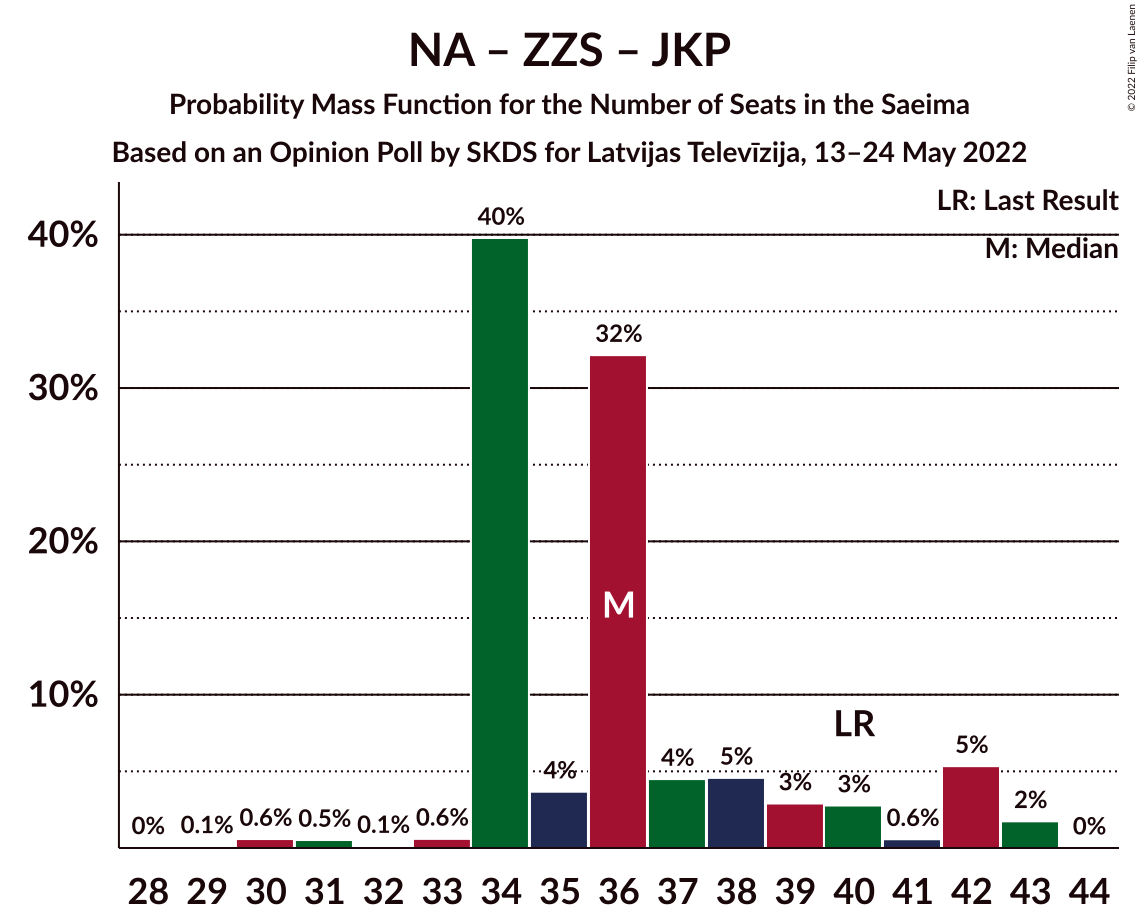 NA – ZZS – JKP
Probability Mass Function for the Number of Seats in the Saeima
Based on an Opinion Poll by SKDS for Latvijas Televīzija, 13–24 May 2022
© 2022 Filip van Laenen
LR: Last Result
M: Median
40%
30%
20%
10%
0%
0.1%
0.6%
0.5%
0.1%
0.6%
40%
4%
32%
M
4%
5%
3%
LR
3%
0.6%
5%
2%
0%
28 29 30 31 32 33 34 35 36 37 38 39 40 41 42 43 44